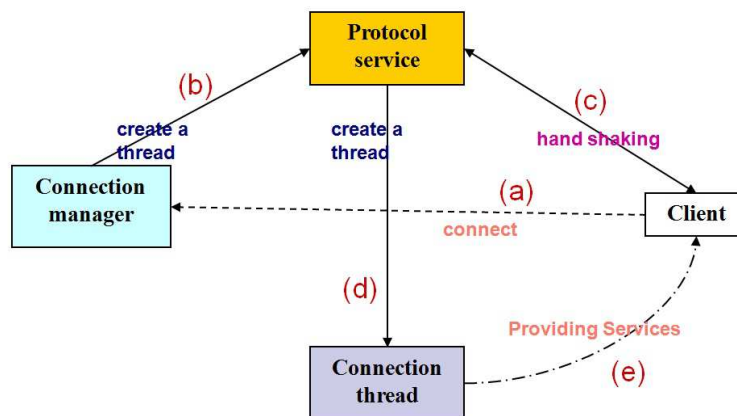 Protocol
service
(b)
(c)
create a
thread
create a
thread
hand shaking
Connection
manager
(a)
Client
connect
(d)
Providing Services
Connection
thread
(e)